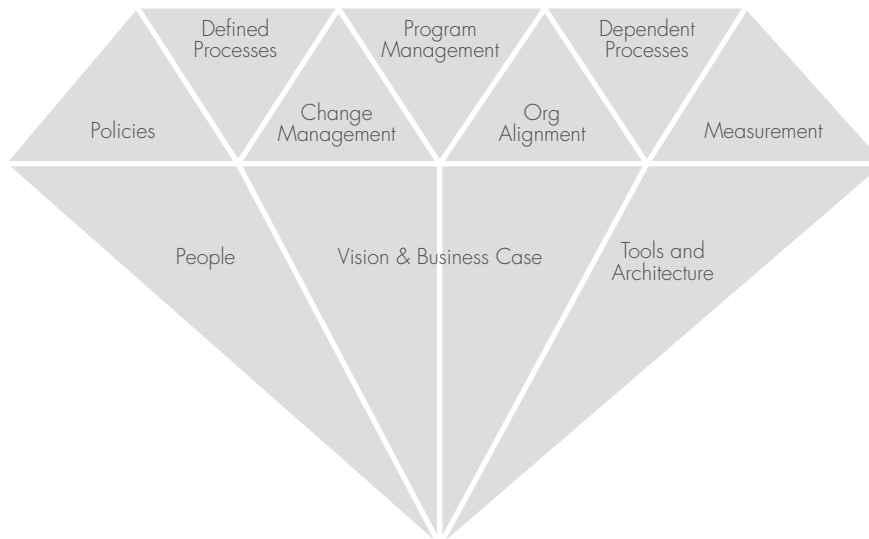 Defined
Processes
Program
Management
Dependent
Processes
Policies
Change
Management
Org
Alignment
Measurement
People
Vision & Business Case
Tools and
Architecture